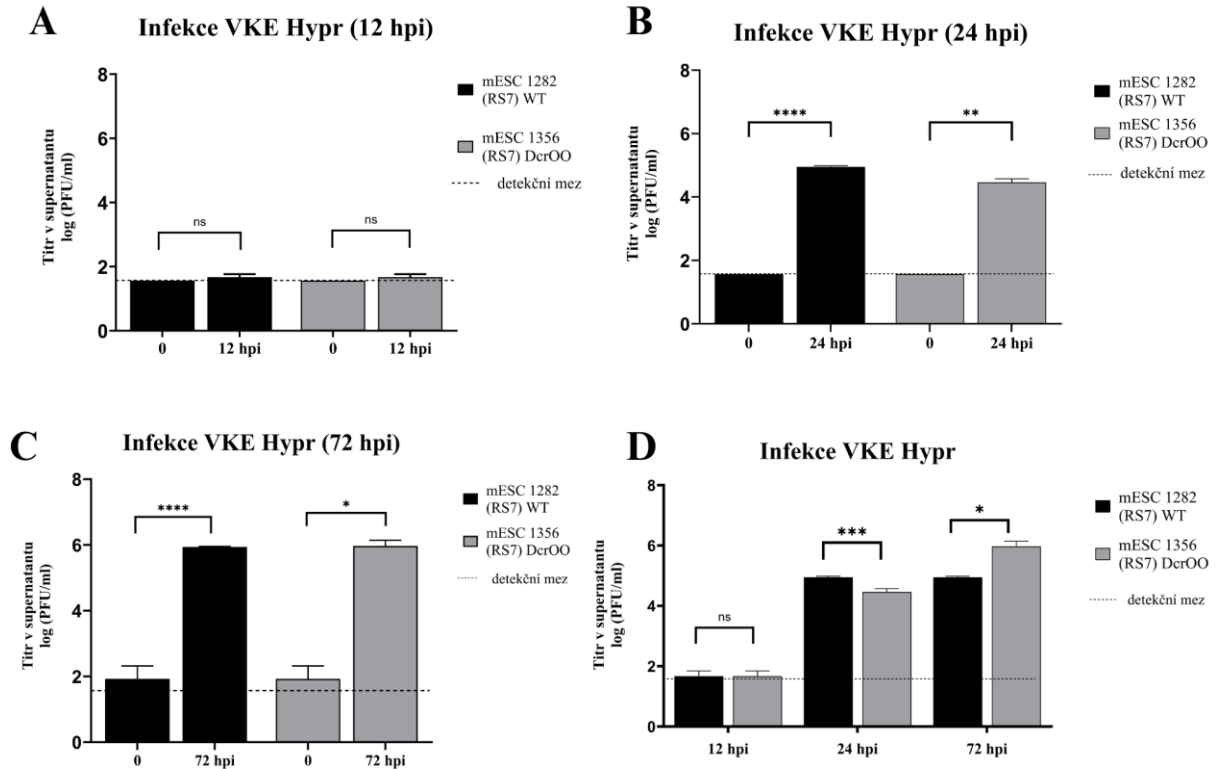 A
Infekce VKE Hypr (12 hpi)
Titr v supernatantu
log (PFU/ml)
8
6
4
2
0
ns
ns
0
12 hpi
0
12 hpi
mESC 1282
(RS7) WT
mESC 1356
(RS7) DcrOO
detekční mez
B
Infekce VKE Hypr (24 hpi)
Titr v supernatantu
log (PFU/ml)
8
6
4
2
0
****
**
0
24 hpi
0
24 hpi
mESC 1282
(RS7) WT
mESC 1356
(RS7) DcrOO
detekční mez
C
Infekce VKE Hypr (72 hpi)
Titr v supernatantu
log (PFU/ml)
8
6
4
2
0
****
*
0
72 hpi
0
72 hpi
mESC 1282
(RS7) WT
mESC 1356
(RS7) DcrOO
detekční mez
D
Infekce VKE Hypr
Titr v supernatantu
log (PFU/ml)
8
6
4
2
0
ns
***
*
12 hpi
24 hpi
72 hpi
mESC 1282
(RS7) WT
mESC 1356
(RS7) DcrOO
detekční mez